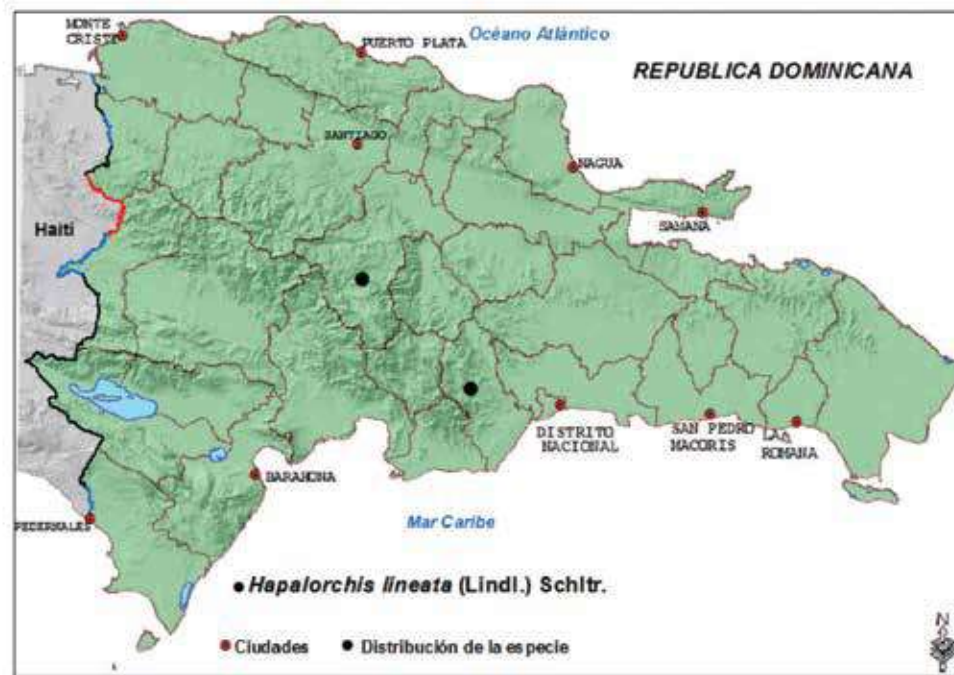 MONTE
CRISTI
PUERTO PLATA
Océano Atlántico
REPUBLICA DOMINICANA
SANTIAGO
NAGUA
SAMANA
Haití
DISTRITO
NACIONAL
SAN PEDRO
MACORIS
LA
ROMANA
BARAHONA
PEDERNALES
Mar Caribe
Hapalorchis lineata (Lindl.) Schltr.
Ciudades
Distribución de la especie
N